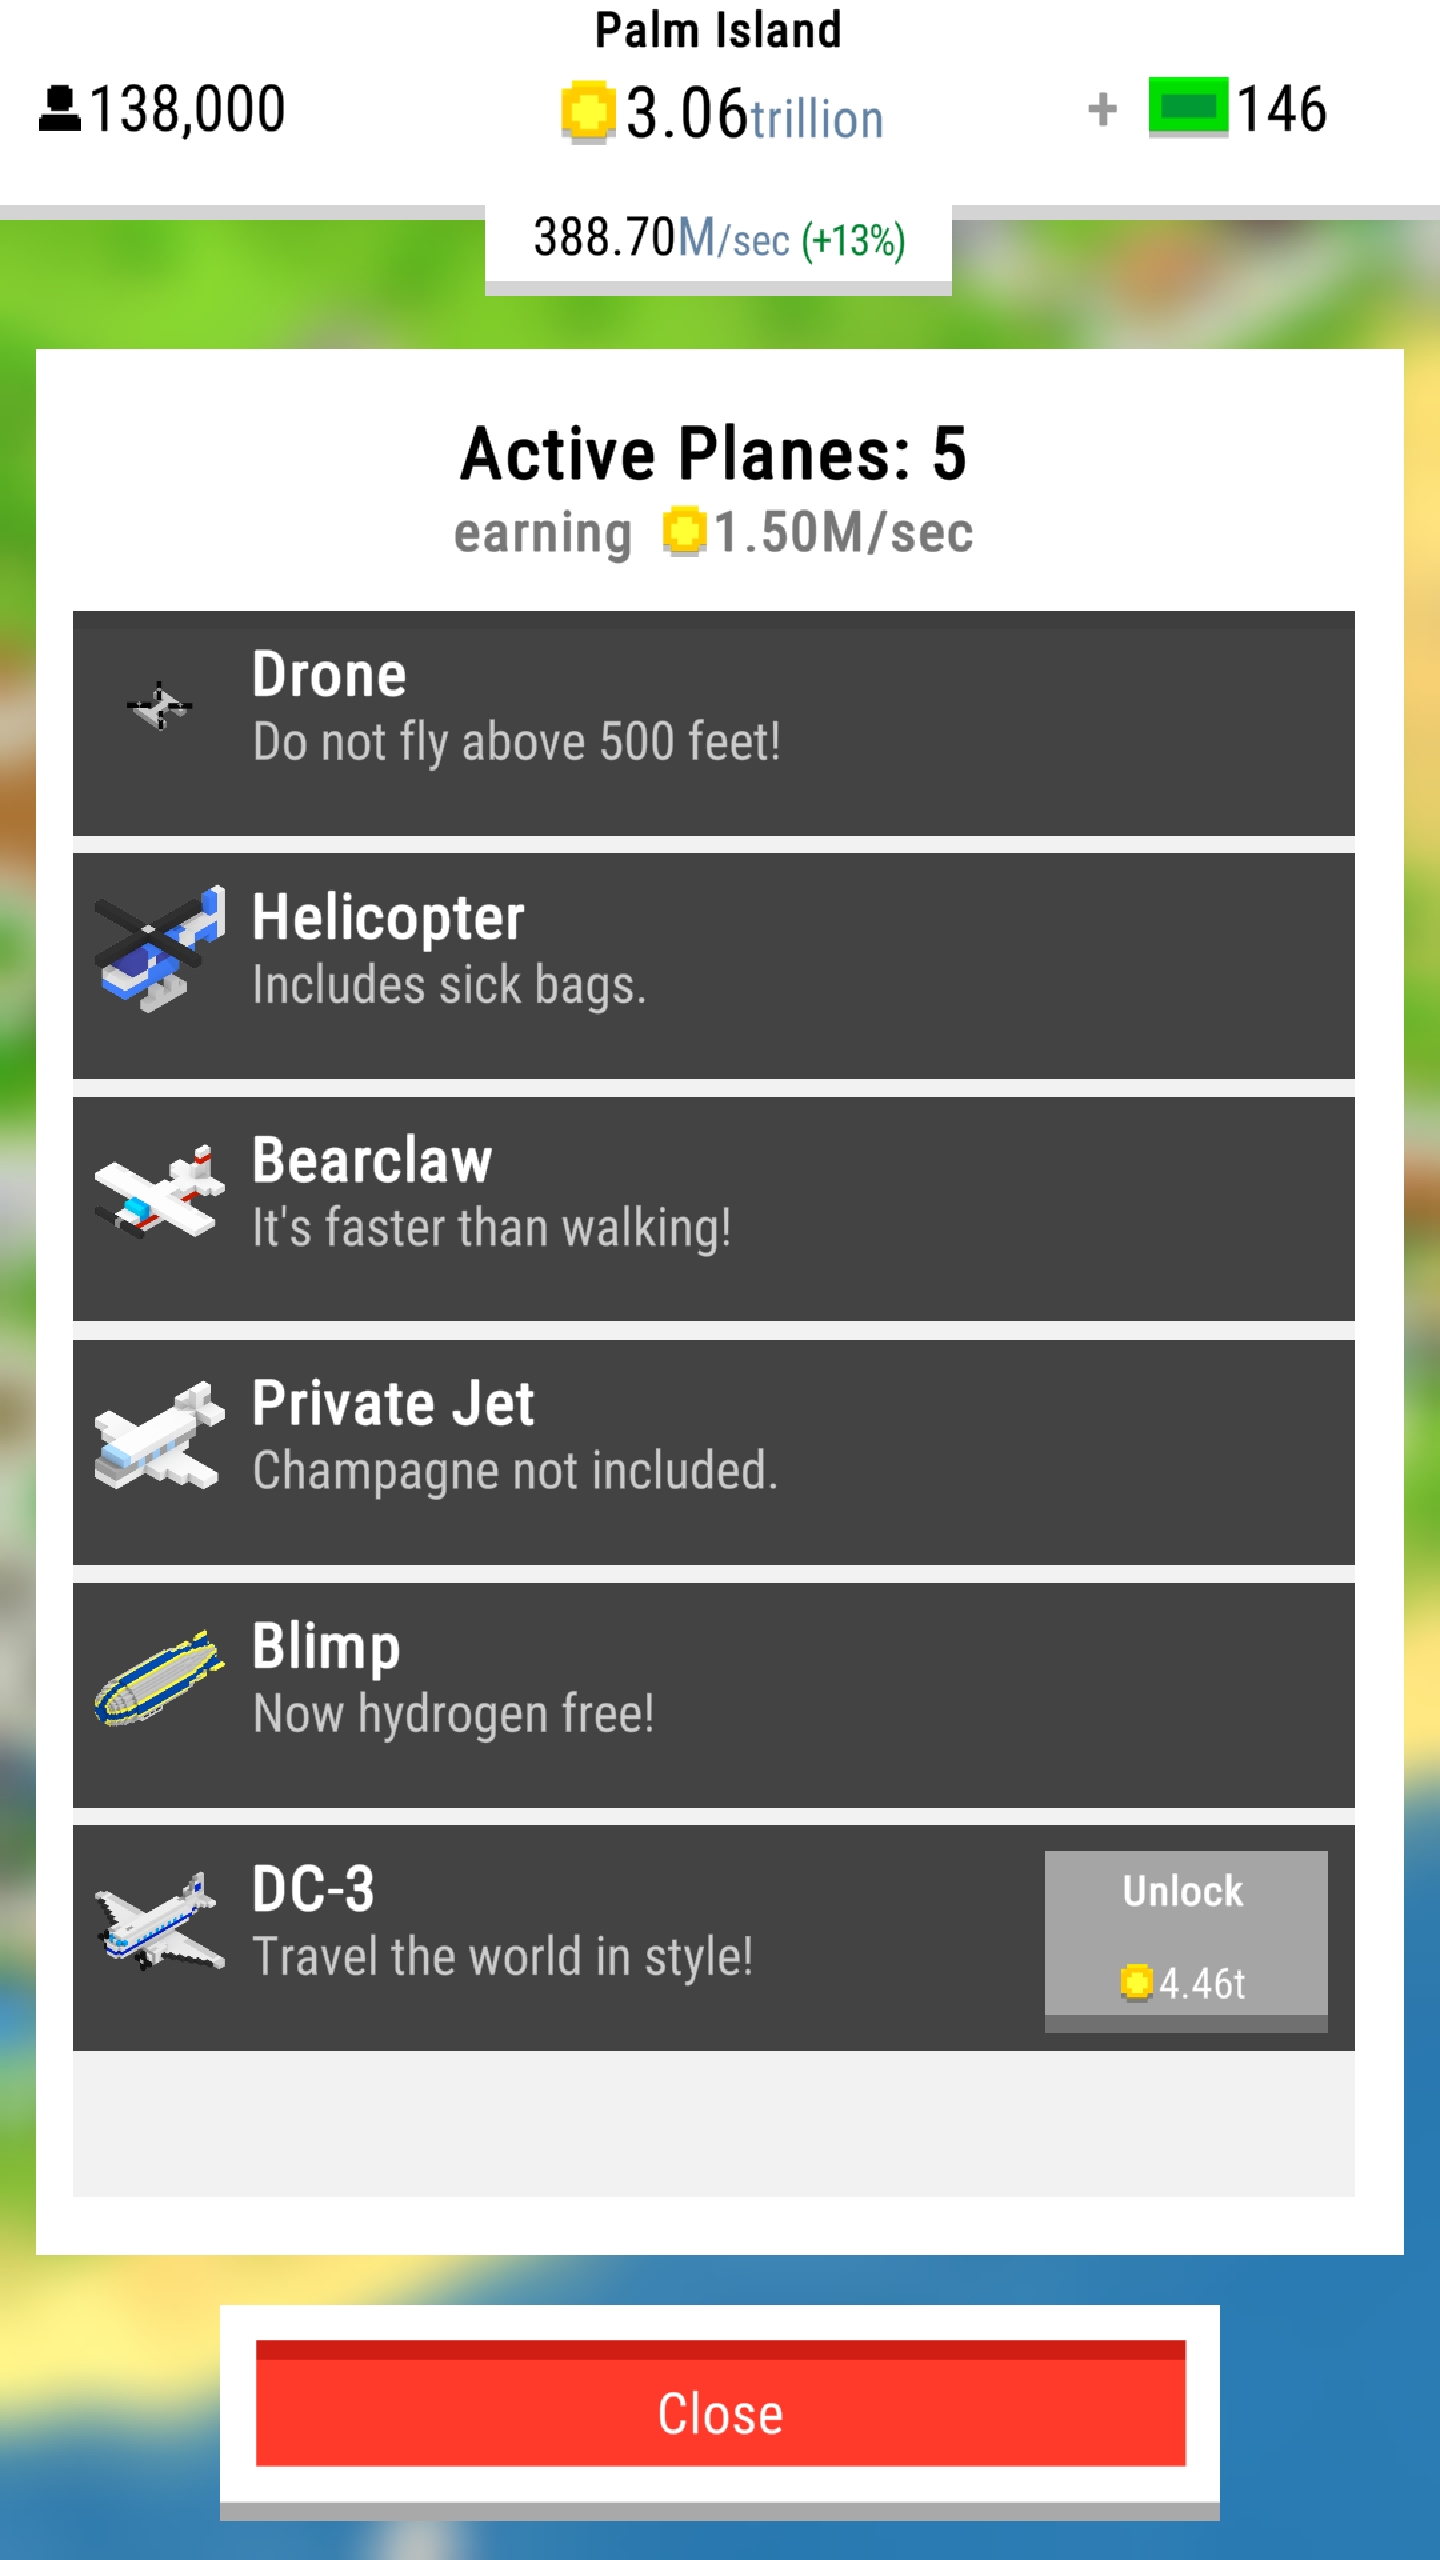 Palm Island
138,000
3.06trillion
+ 146
388.70M/sec (+13%)
Active Planes: 5
earning 1.50M/sec
Drone
Do not fly above 500 feet!
Helicopter
Includes sick bags.
Bearclaw
It's faster than walking!
Private Jet
Champagne not included.
Blimp
Now hydrogen free!
DC-3
Travel the world in style!
Unlock
4.46t
Close